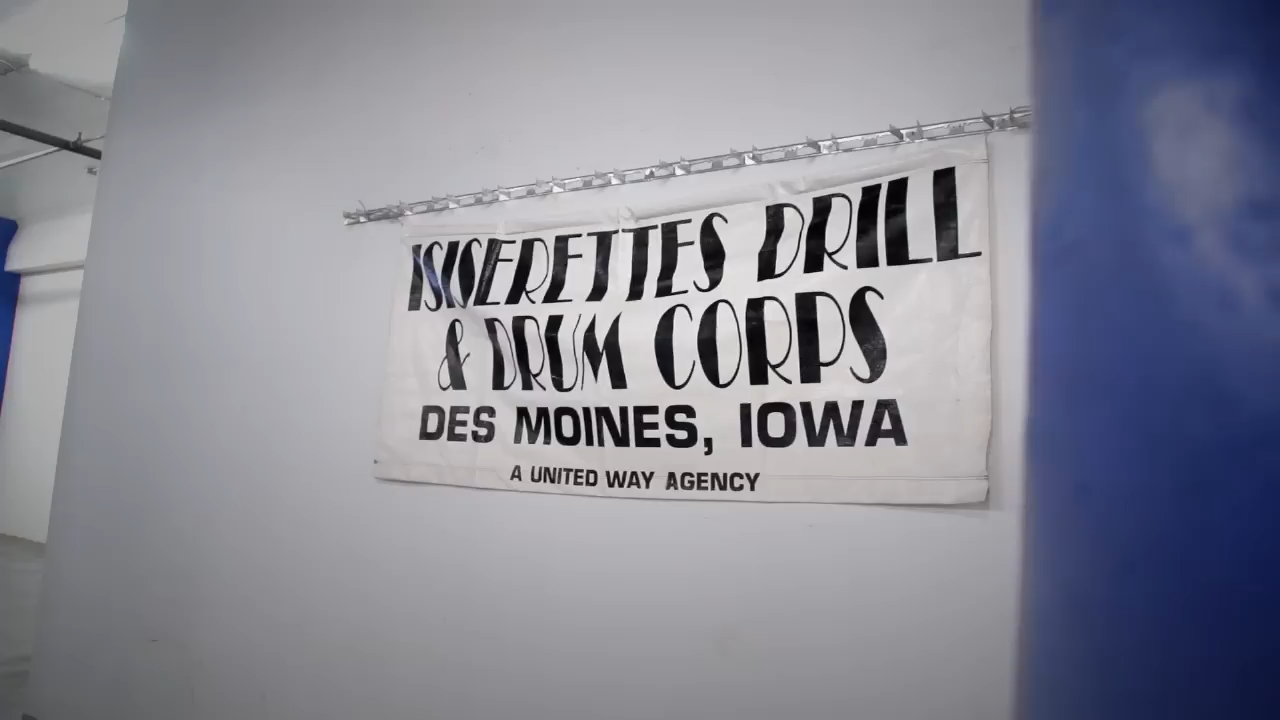 ISISERETTES DRILL
& DRUM CORPS
DES MOINES, IOWA
A UNITED WAY AGENCY